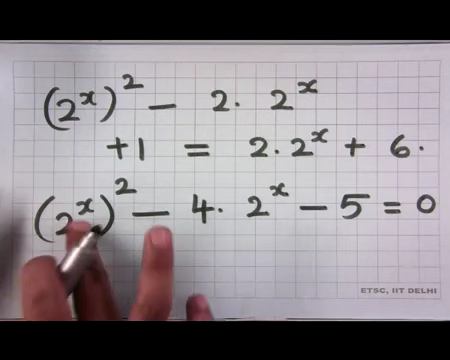 (2^x)^2 − 2. 2^x
+1 = 2.2^x + 6.
(2^x)^2 − 4. 2^x − 5 = 0
ETSC, IIT DELHI